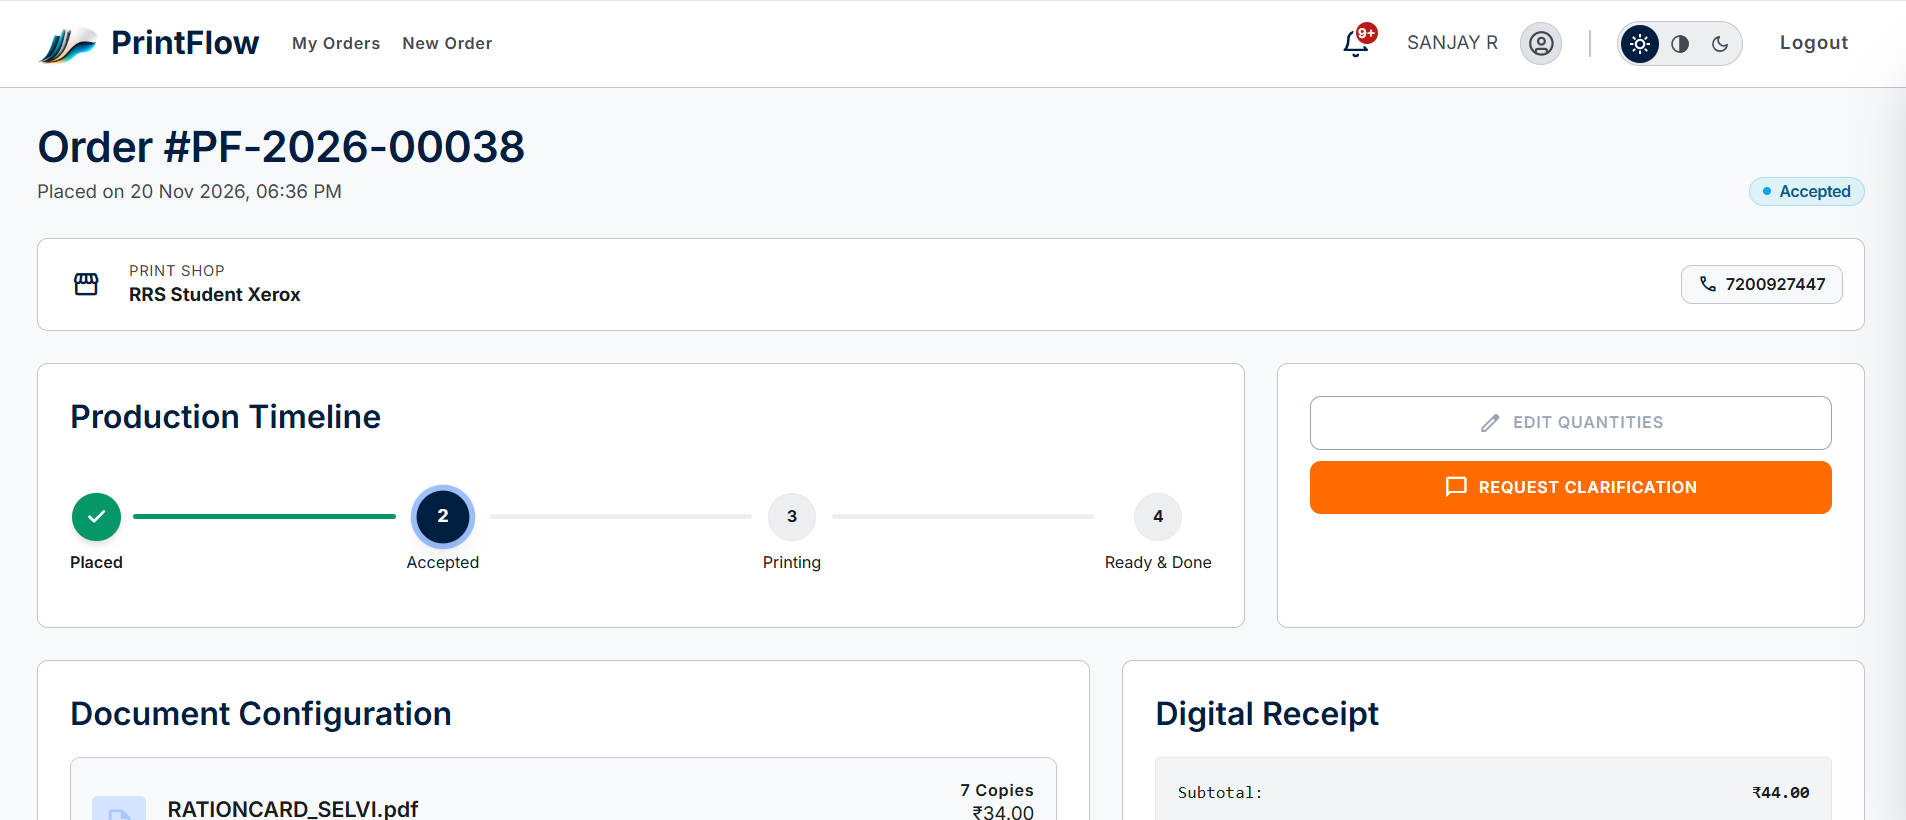 PrintFlow My Orders New Order 9+ SANJAY R Logout
Order #PF-2026-00038
Placed on 20 Nov 2026, 06:36 PM
Accepted
PRINT SHOP
RRS Student Xerox
7200927447
Production Timeline
2 3 4
Placed Accepted Printing Ready & Done
EDIT QUANTITIES
REQUEST CLARIFICATION
Document Configuration
7 Copies
RATIONCARD_SELVI.pdf
₹34.00
Digital Receipt
Subtotal: ₹44.00